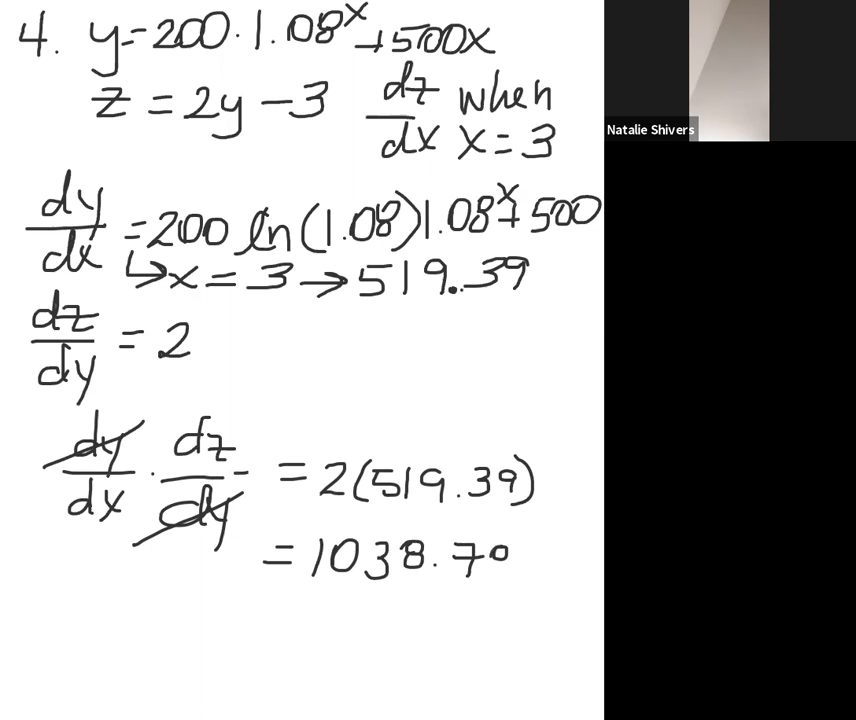 4. y=200·1.08^x+500x
z=2y-3 dz/dx when x=3
dy/dx=200 ln(1.08)1.08^x+500
↳x=3→519.39
dz/dy=2
dy/dx·dz/dy=2(519.39)
=1038.78
Natalie Shivers